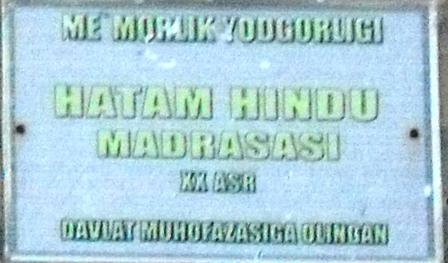 ME'MORLIK YODGORLIGI
HATAM HINDU
MADRASASI
XX ASR
DAVLAT MUHOFAZASIGA OLINGAN